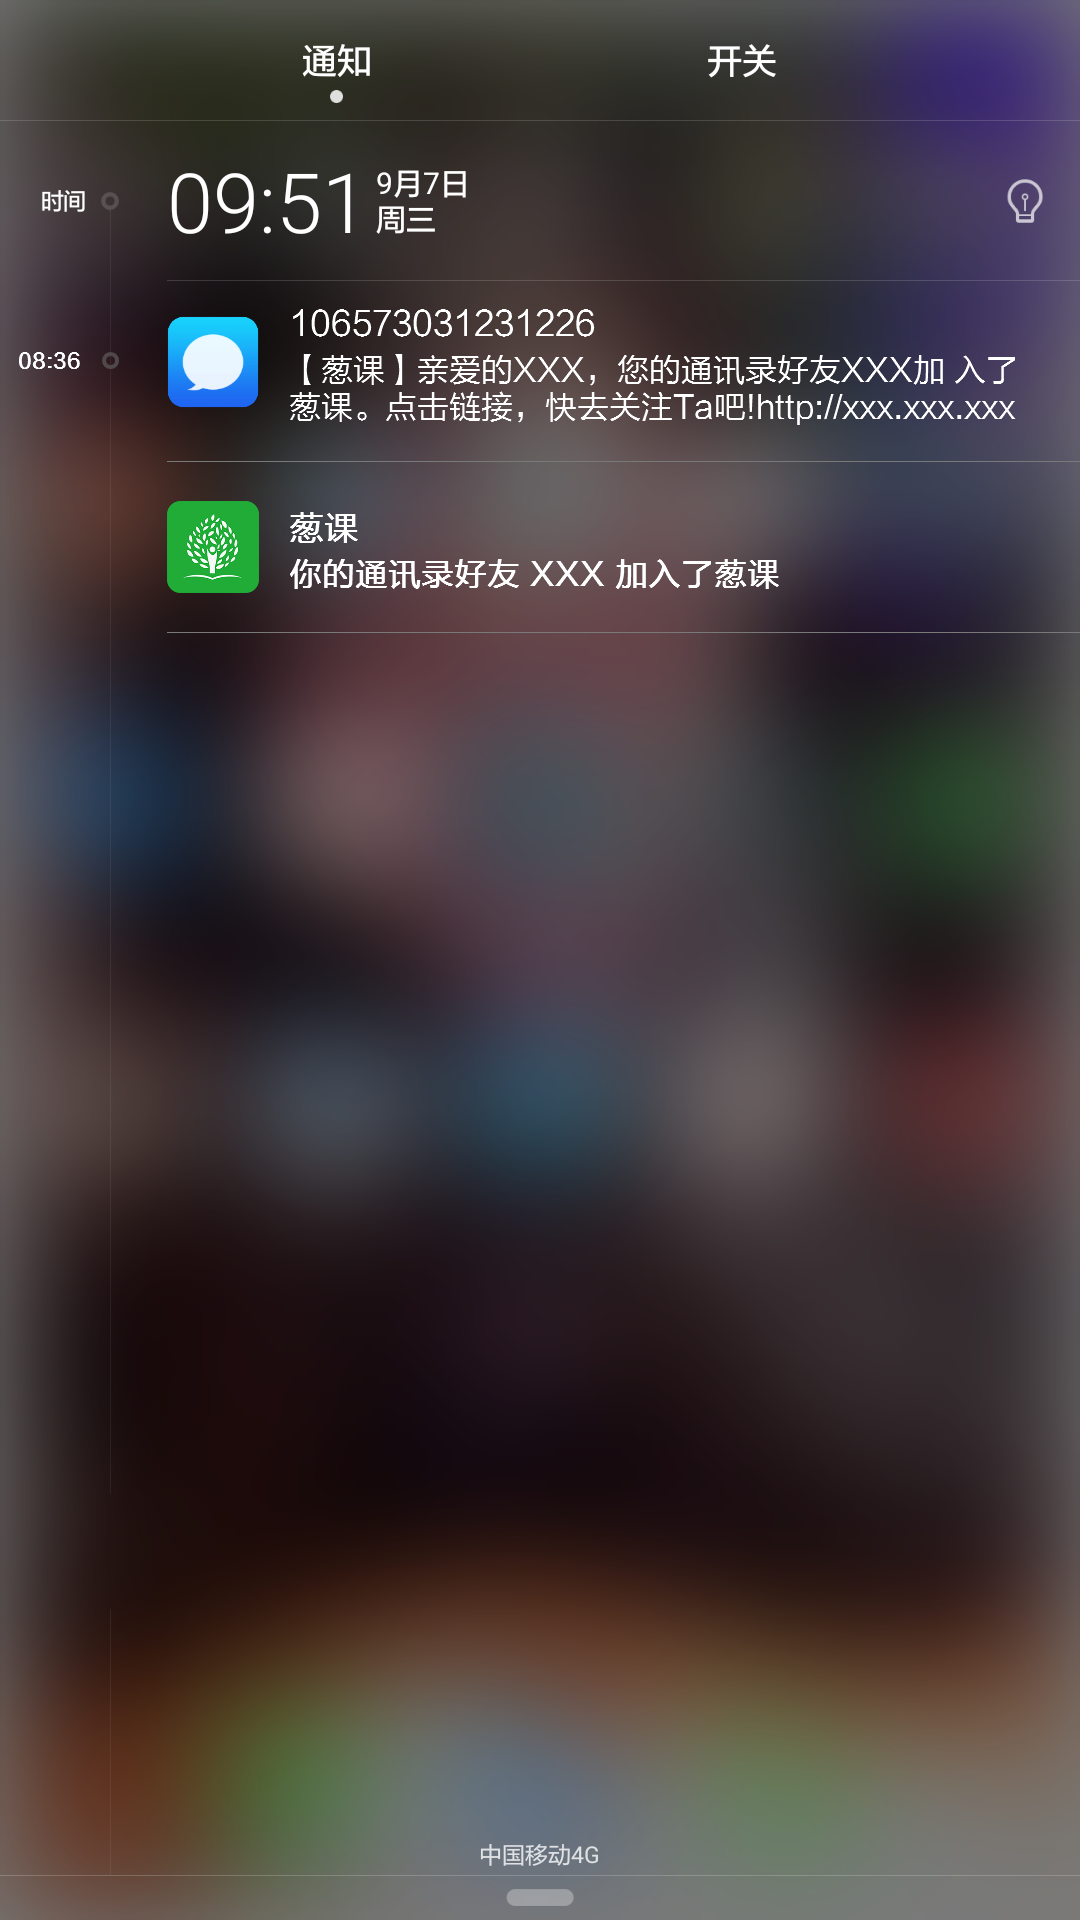 通知
开关
时间
09:51
9月7日
周三
08:36
106573031231226
【葱课】亲爱的XXX，您的通讯录好友XXX加 入了
葱课。点击链接，快去关注Ta吧!http://xxx.xxx.xxx
葱课
你的通讯录好友 XXX 加入了葱课
中国移动4G